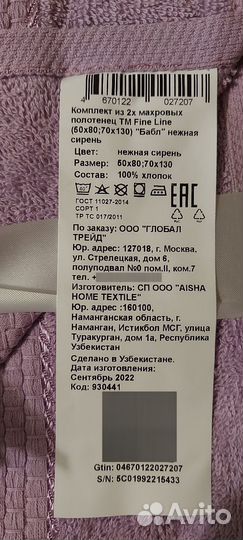 4 670122 027207
Комплект из 2х махровых
полотенец ТМ Fine Line
(50х80;70х130) "Бабл" нежная
сирень
Цвет: нежная сирень
Размер: 50х80;70х130
Состав: 100% хлопок
ГОСТ 11027-2014
СОРТ 1
ТР ТС 017/2011
EAC
По заказу: ООО "ГЛОБАЛ
ТРЕЙД"
Юр. адрес: 127018, г. Москва,
ул. Стрелецкая, дом 6,
полуподвал №0 пом.II, ком.7
тел. +
Изготовитель: СП ООО "AISHA
HOME TEXTILE"
Юр. адрес: 160100,
Наманганская область, г.
Наманган, Истикбол МСГ, улица
Туракурган, дом 1а, Республика
Узбекистан
Сделано в Узбекистане.
Дата изготовления:
Сентябрь 2022
Код: 930441
Gtin: 04670122027207
S/N: 5C01992215433
Avito